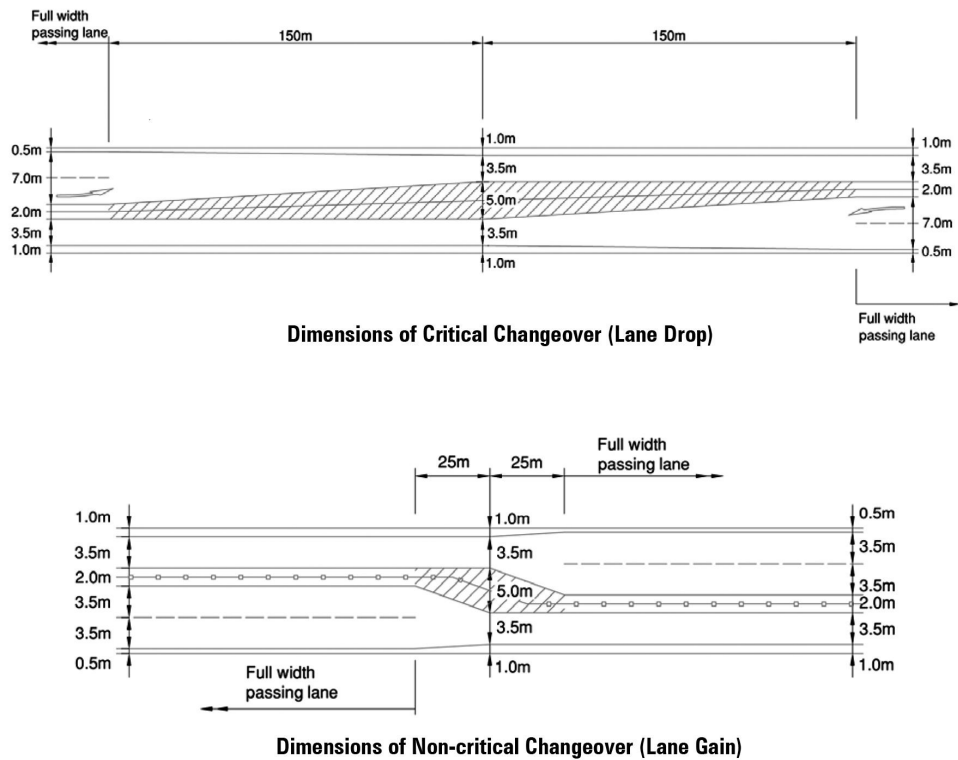 Full width
passing lane
150m
150m
0.5m
7.0m
2.0m
3.5m
1.0m
1.0m
3.5m
5.0m
3.5m
1.0m
1.0m
3.5m
2.0m
7.0m
0.5m
Full width
passing lane
Dimensions of Critical Changeover (Lane Drop)
25m
25m
Full width
passing lane
1.0m
3.5m
2.0m
3.5m
3.5m
0.5m
1.0m
3.5m
5.0m
3.5m
1.0m
0.5m
3.5m
3.5m
2.0m
3.5m
1.0m
Full width
passing lane
Dimensions of Non-critical Changeover (Lane Gain)